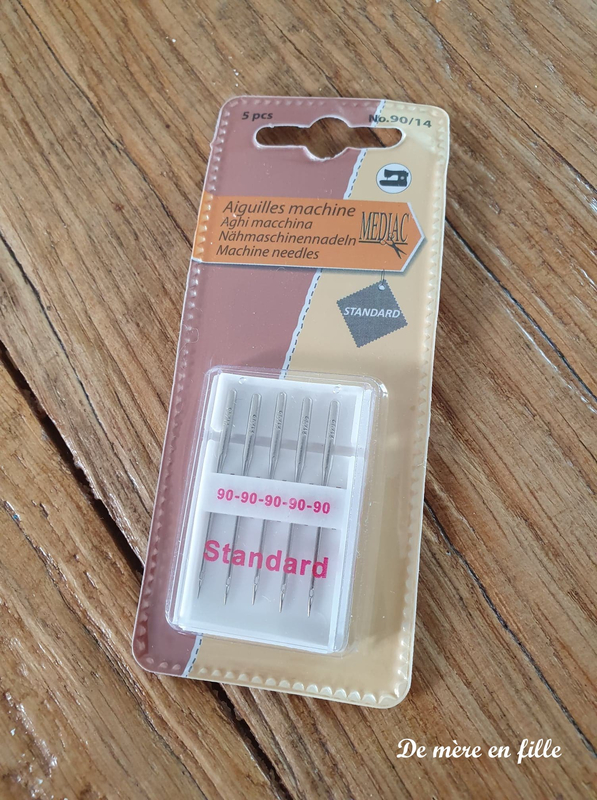 5 pcs
No.90/14
Aiguilles machine
Aghi macchina
Nähmaschinennadeln
Machine needles
MEDIAC
STANDARD
90-90-90-90-90
Standard
De mère en fille